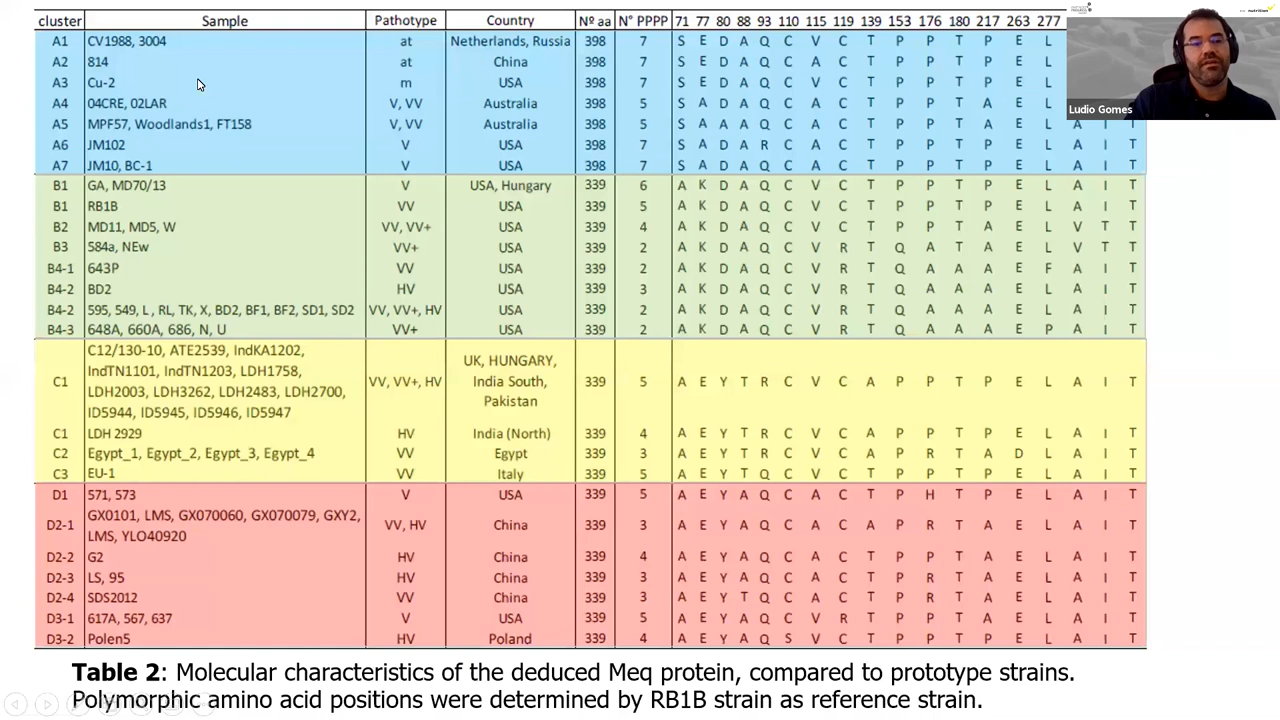 cluster Sample Pathotype Country Nº aa N° PPPP 71 77 80 88 93 110 115 119 139 153 176 180 217 263 277
A1 CV1988, 3004 at Netherlands, Russia 398 7 S E D A Q C V C T P P T P E L
A2 814 at China 398 7 S E D A Q C V C T P P T P E L
A3 Cu-2 m USA 398 7 S E D A Q C V C T P P T P E L
A4 04CRE, 02LAR V, VV Australia 398 5 S A D A Q C V C T P P T A E L
A5 MPF57, Woodlands1, FT158 V, VV Australia 398 5 S A A A Q C V C T P P T A E L A I T
A6 JM102 V USA 398 7 S A D A R C V C T P P T P E L A I T
A7 JM10, BC-1 V USA 398 7 S A D A Q C V C T P P T P E L A I T
B1 GA, MD70/13 V USA, Hungary 339 6 A K D A Q C V C T P P T P E L A I T
B1 RB1B VV USA 339 5 A K D A Q C V C T P P T P E L A I T
B2 MD11, MD5, W VV, VV+ USA 339 4 A K D A Q C V C T P P T A E L V T T
B3 584a, NEw VV+ USA 339 2 A K D A Q C V R T Q A T A E L V T T
B4-1 643P VV USA 339 2 A K D A Q C V R T Q A A A E F A I T
B4-2 BD2 HV USA 339 3 A K D A Q C V R T Q A A A E L A I T
B4-2 595, 549, L , RL, TK, X, BD2, BF1, BF2, SD1, SD2 VV, VV+, HV USA 339 2 A K D A Q C V R T Q A A A E L A I T
B4-3 648A, 660A, 686, N, U VV+ USA 339 2 A K D A Q C V R T Q A A A E P A I T
C12/130-10, ATE2539, IndKA1202,
IndTN1101, IndTN1203, LDH1758,
LDH2003, LDH3262, LDH2483, LDH2700,
ID5944, ID5945, ID5946, ID5947
C1 VV, VV+, HV
UK, HUNGARY,
India South,
Pakistan
339 5 A E Y T R C V C A P P T P E L A I T
C1 LDH 2929 HV India (North) 339 4 A E Y T R C V C A P P T P E L A I T
C2 Egypt_1, Egypt_2, Egypt_3, Egypt_4 VV Egypt 339 3 A E Y T R C V C A P R T A D L A I T
C3 EU-1 VV Italy 339 5 A E Y T Q C V C T P P T P E L A I T
D1 571, 573 V USA 339 5 A E Y A Q C A C T P H T P E L A I T
GX0101, LMS, GX070060, GX070079, GXY2,
LMS, YLO40920
D2-1 VV, HV China 339 3 A E Y A Q C A C A P R T A E L A I T
D2-2 G2 HV China 339 4 A E Y A Q C A C T P P T A E L A I T
D2-3 LS, 95 HV China 339 3 A E Y A Q C A C T P R T A E L A I T
D2-4 SDS2012 VV China 339 3 A E Y T Q C A C T P R T A E L A I T
D3-1 617A, 567, 637 V USA 339 5 A E Y A Q C V R T P P T A E L A I T
D3-2 Polen5 HV Poland 339 4 A E Y A Q S V C T P P T P E L A I T
Table 2: Molecular characteristics of the deduced Meq protein, compared to prototype strains.
Polymorphic amino acid positions were determined by RB1B strain as reference strain.
Ludio Gomes